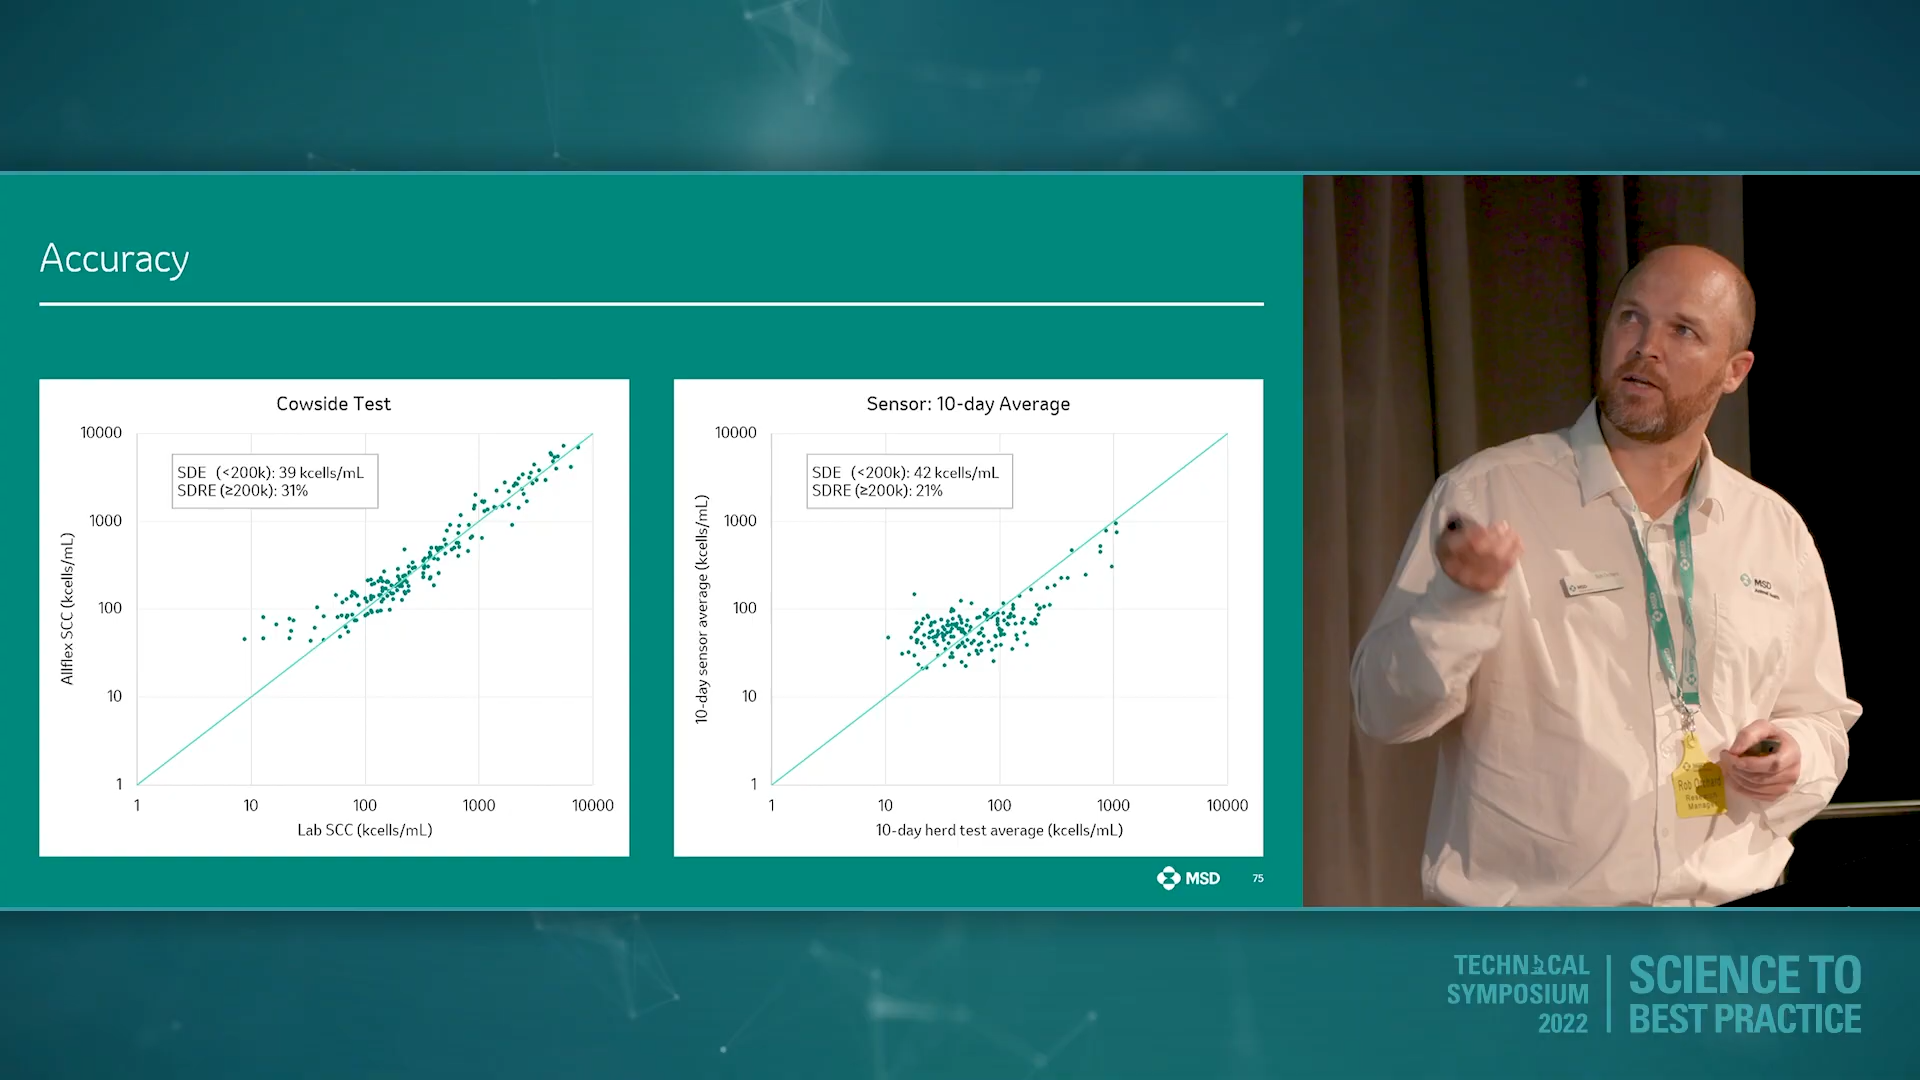 Accuracy
Cowside Test
10000
1000
100
10
1
1
10
100
1000
10000
SDE (<200k): 39 kcells/mL
SDRE (≥200k): 31%
Allflex SCC (kcells/mL)
Lab SCC (kcells/mL)
Sensor: 10-day Average
10000
1000
100
10
1
1
10
100
1000
10000
SDE (<200k): 42 kcells/mL
SDRE (≥200k): 21%
10-day sensor average (kcells/mL)
10-day herd test average (kcells/mL)
MSD
75
MSD
Rob
TECHNICAL
SYMPOSIUM
2022
SCIENCE TO
BEST PRACTICE